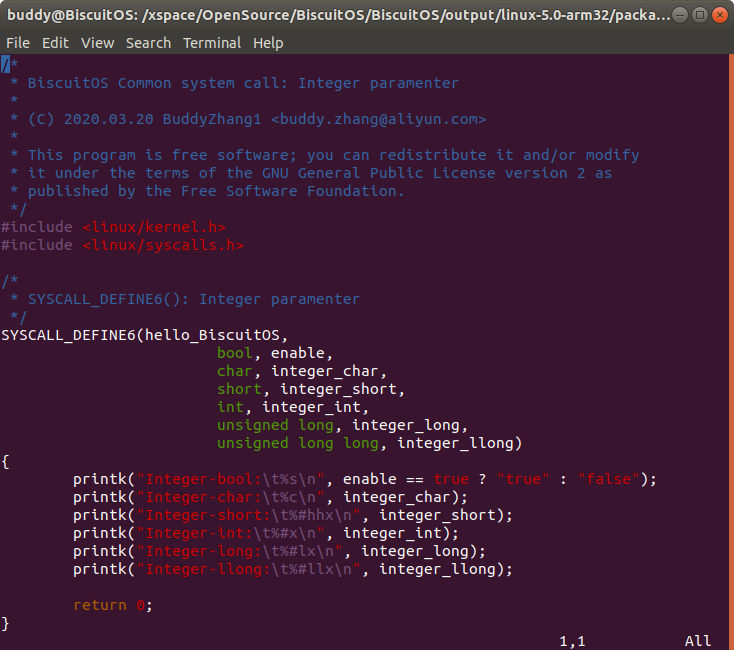 buddy@BiscuitOS: /xspace/OpenSource/BiscuitOS/BiscuitOS/output/linux-5.0-arm32/packa...
File Edit View Search Terminal Help
/*
 * BiscuitOS Common system call: Integer paramenter
 *
 * (C) 2020.03.20 BuddyZhang1 <buddy.zhang@aliyun.com>
 *
 * This program is free software; you can redistribute it and/or modify
 * it under the terms of the GNU General Public License version 2 as
 * published by the Free Software Foundation.
 */
#include <linux/kernel.h>
#include <linux/syscalls.h>

/*
 * SYSCALL_DEFINE6(): Integer paramenter
 */
SYSCALL_DEFINE6(hello_BiscuitOS,
                        bool, enable,
                        char, integer_char,
                        short, integer_short,
                        int, integer_int,
                        unsigned long, integer_long,
                        unsigned long long, integer_llong)
{
        printk("Integer-bool:\t%s\n", enable == true ? "true" : "false");
        printk("Integer-char:\t%c\n", integer_char);
        printk("Integer-short:\t%#hhx\n", integer_short);
        printk("Integer-int:\t%#x\n", integer_int);
        printk("Integer-long:\t%#lx\n", integer_long);
        printk("Integer-llong:\t%#llx\n", integer_llong);

        return 0;
}
1,1 All